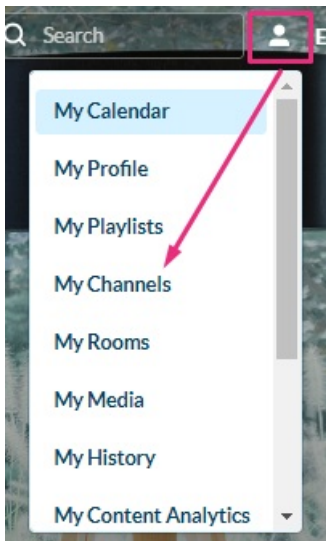 Search
My Calendar
My Profile
My Playlists
My Channels
My Rooms
My Media
My History
My Content Analytics